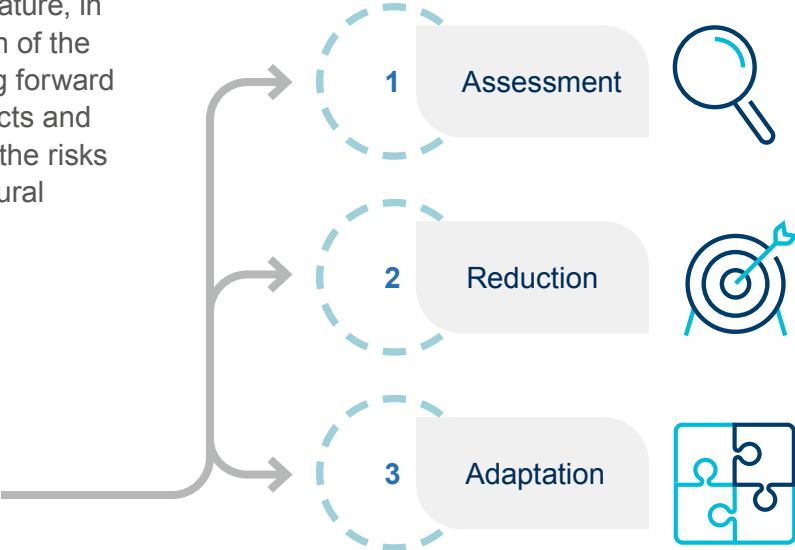 ature, in
n of the
g forward
cts and
the risks
ural
1 Assessment
2 Reduction
3 Adaptation